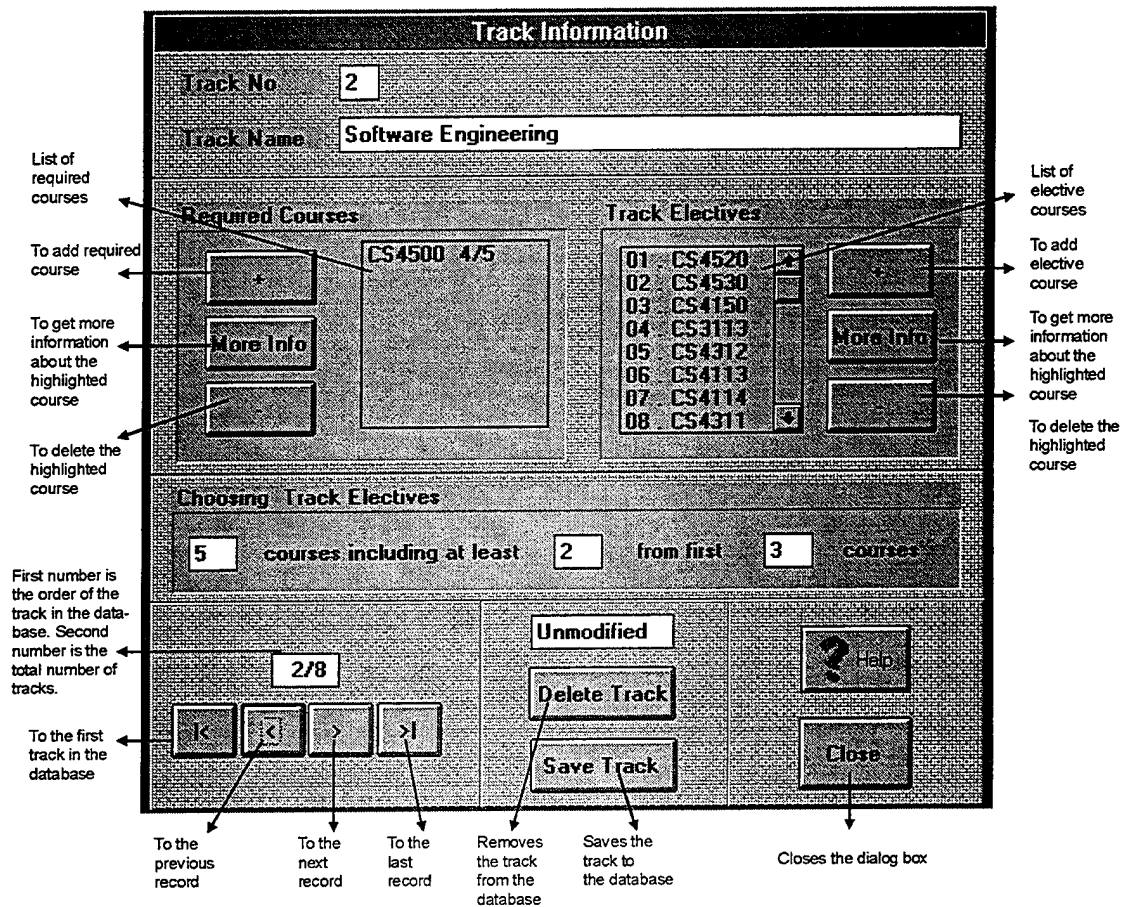 Track Information
Track No 2
Track Name Software Engineering
List of
required
courses
To add required
course
To get more
information
about the
highlighted
course
To delete the
highlighted
course
Required Courses
+
More Info
-
CS4500 4/5
Track Electives
01 . CS4520
02 . CS4530
03 . CS4150
04 . CS3113
05 . CS4312
06 . CS4113
07 . CS4114
08 . CS4311
+
More Info
-
List of
elective
courses
To add
elective
course
To get more
information
about the
highlighted
course
To delete the
highlighted
course
Choosing Track Electives
5 courses including at least 2 from first 3 courses
First number is
the order of the
track in the data-
base. Second
number is the
total number of
tracks.
To the first
track in the
database
2/8
|< < > >|
Unmodified
Delete Track
Save Track
? Help
Close
To the
previous
record
To the
next
record
To the
last
record
Removes
the track
from the
database
Saves the
track to
the database
Closes the dialog box